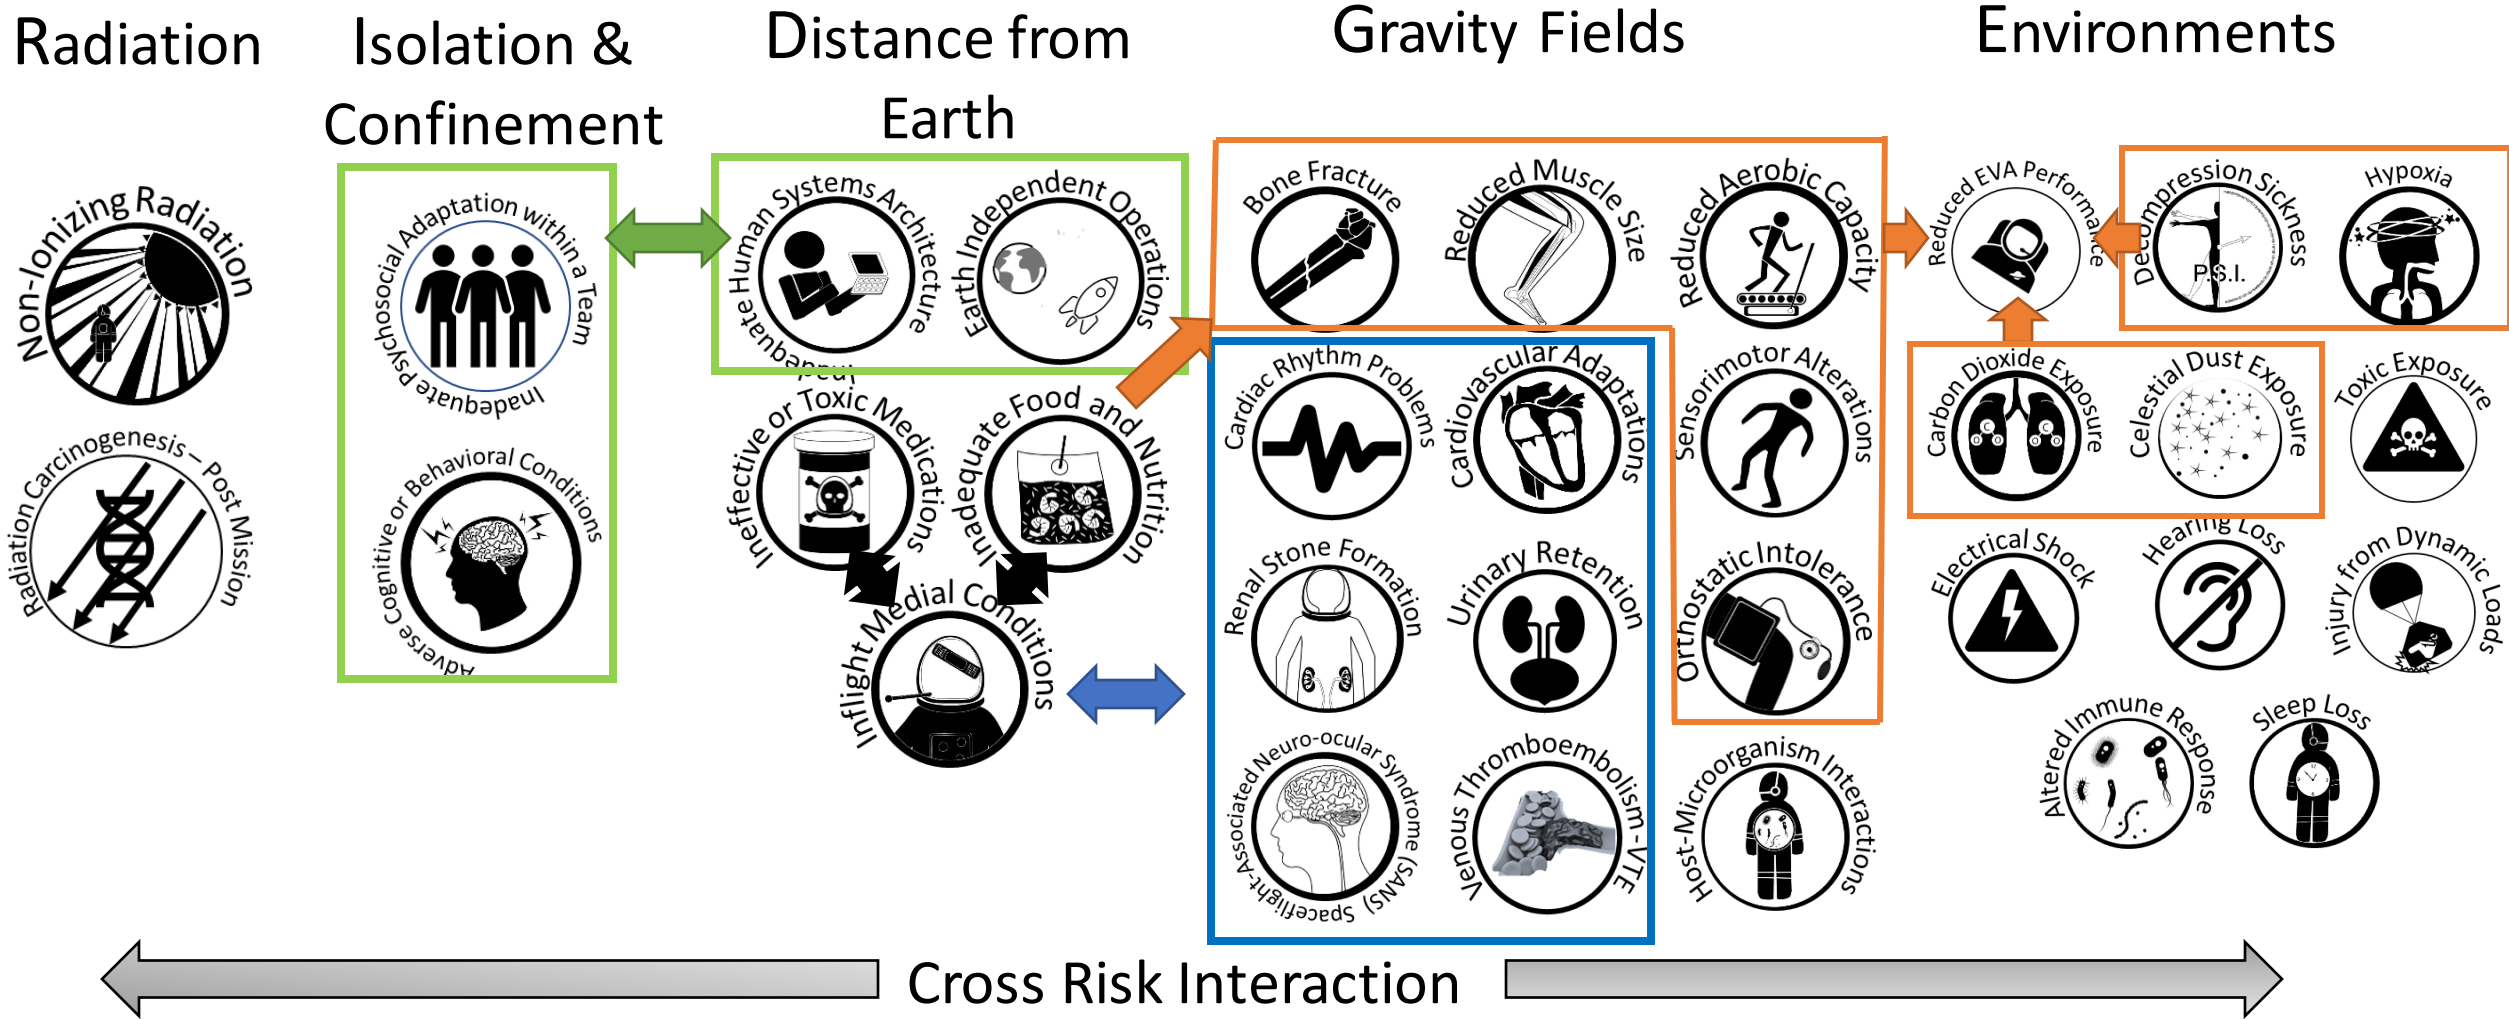 Radiation
Isolation &
Confinement
Distance from
Earth
Gravity Fields
Environments
Non-Ionizing Radiation
Radiation Carcinogenesis – Post Mission
Inadequate Psychosocial Adaptation within a Team
Adverse Cognitive or Behavioral Conditions
Inadequate Human Systems Architecture
Earth Independent Operations
Ineffective or Toxic Medications
Inadequate Food and Nutrition
Inflight Medial Conditions
Bone Fracture
Reduced Muscle Size
Reduced Aerobic Capacity
Cardiac Rhythm Problems
Cardiovascular Adaptations
Sensorimotor Alterations
Renal Stone Formation
Urinary Retention
Orthostatic Intolerance
Spaceflight-Associated Neuro-ocular Syndrome (SANS)
Venous Thromboembolism-VTE
Host-Microorganism Interactions
Reduced EVA Performance
Decompression Sickness
P.S.I.
Hypoxia
Carbon Dioxide Exposure
C
O
C
O
Celestial Dust Exposure
Toxic Exposure
Electrical Shock
Hearing Loss
Injury from Dynamic Loads
Altered Immune Response
Sleep Loss
Cross Risk Interaction